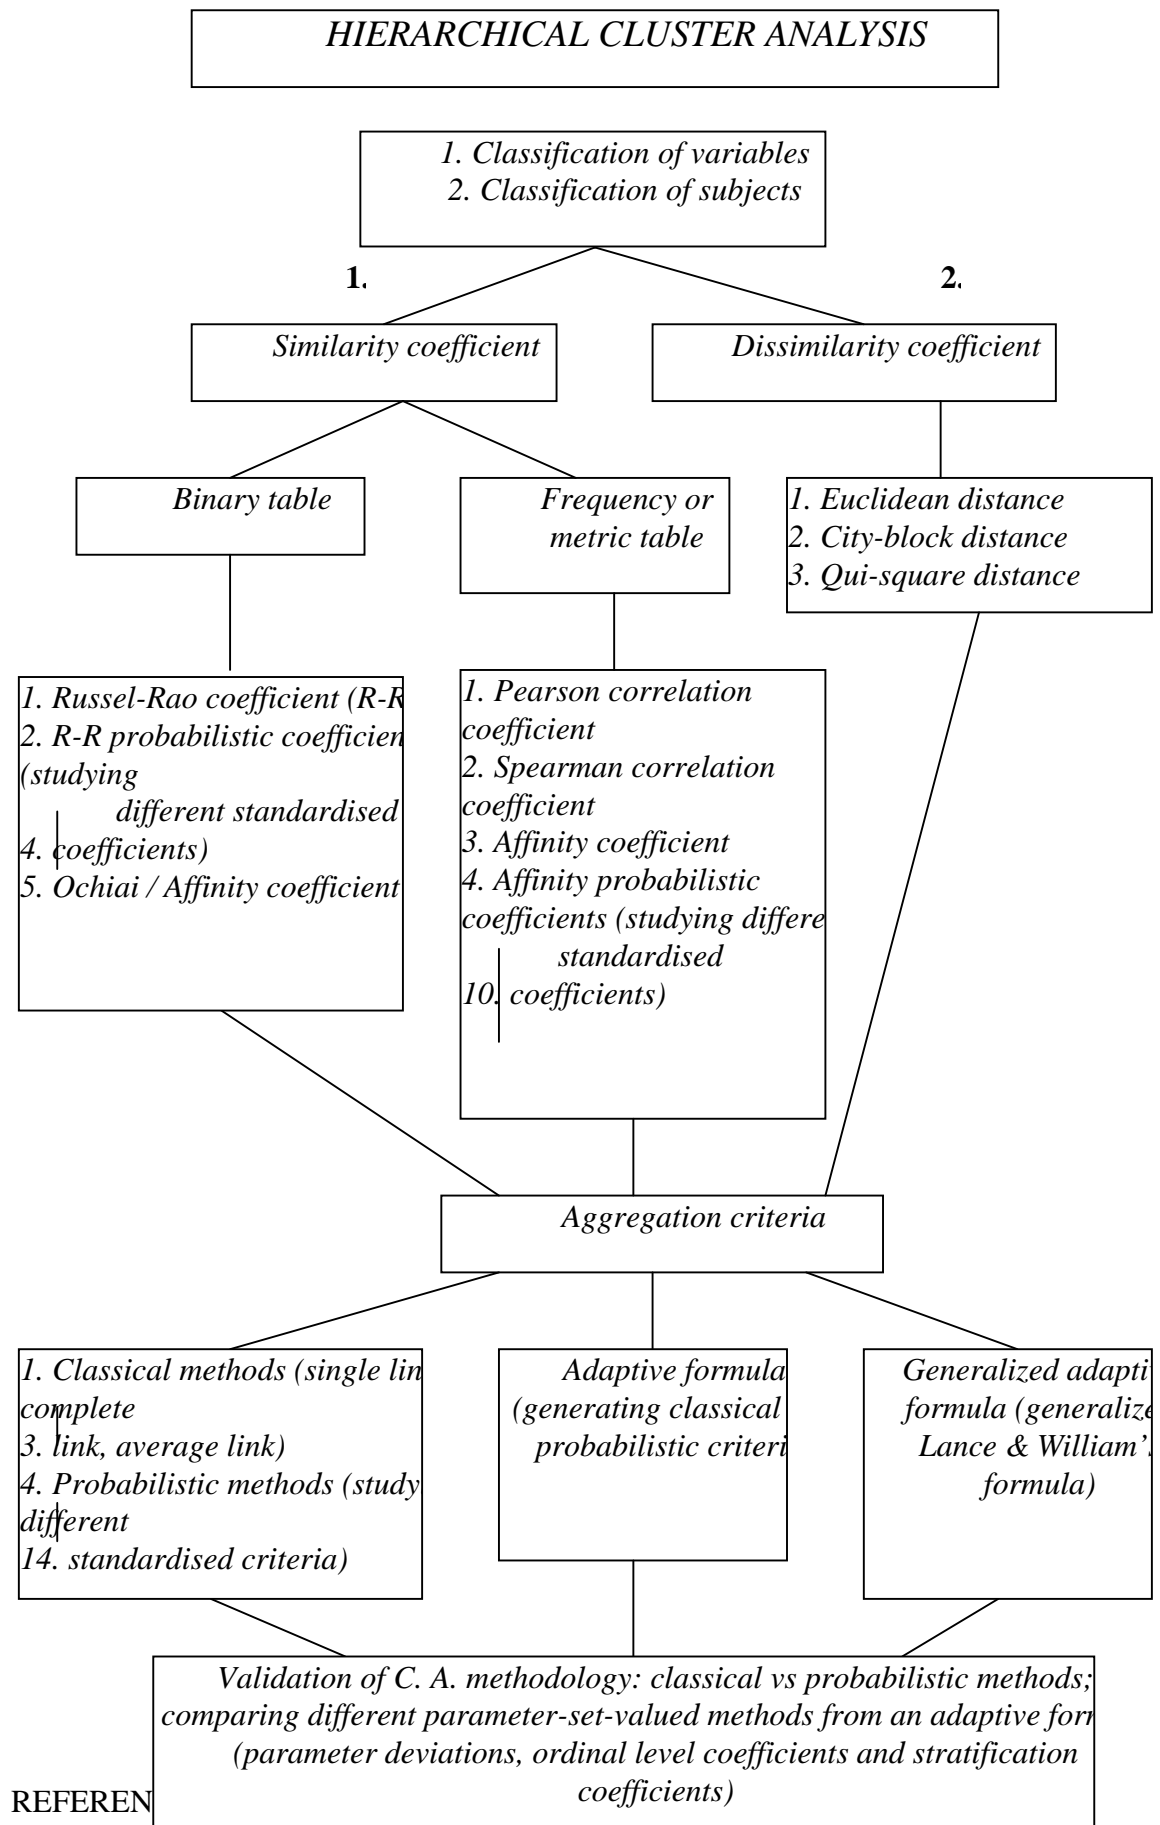 HIERARCHICAL CLUSTER ANALYSIS
1. Classification of variables
2. Classification of subjects
1.
2.
Similarity coefficient
Dissimilarity coefficient
Binary table
Frequency or
metric table
1. Euclidean distance
2. City-block distance
3. Qui-square distance
1. Russel-Rao coefficient (R-R
2. R-R probabilistic coefficien
(studying
different standardised
4. coefficients)
5. Ochiai / Affinity coefficient
1. Pearson correlation
coefficient
2. Spearman correlation
coefficient
3. Affinity coefficient
4. Affinity probabilistic
coefficients (studying differe
standardised
10. coefficients)
Aggregation criteria
1. Classical methods (single lin
complete
3. link, average link)
4. Probabilistic methods (study
different
14. standardised criteria)
Adaptive formula
(generating classical
probabilistic criteri
Generalized adapti
formula (generalize
Lance & William's
formula)
Validation of C. A. methodology: classical vs probabilistic methods;
comparing different parameter-set-valued methods from an adaptive for
(parameter deviations, ordinal level coefficients and stratification
coefficients)
REFEREN